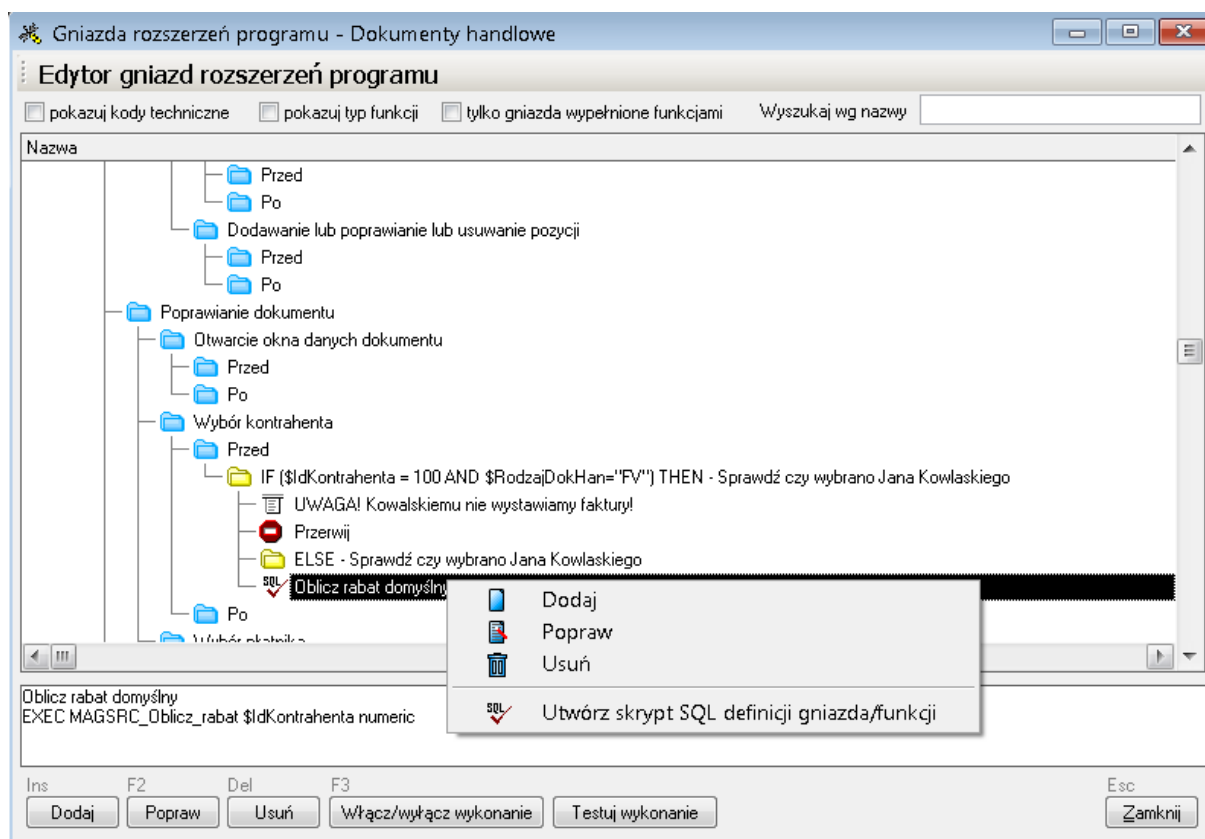 Gniazda rozszerzeń programu - Dokumenty handlowe
Edytor gniazd rozszerzeń programu
pokazuj kody techniczne pokazuj typ funkcji tylko gniazda wypełnione funkcjami Wyszukaj wg nazwy
Nazwa
Przed
Po
Dodawanie lub poprawianie lub usuwanie pozycji
Przed
Po
Poprawianie dokumentu
Otwarcie okna danych dokumentu
Przed
Po
Wybór kontrahenta
Przed
IF ($IdKontrahenta = 100 AND $RodzajDokHan="FV") THEN - Sprawdź czy wybrano Jana Kowlaskiego
UWAGA! Kowalskiemu nie wystawiamy faktury!
Przerwij
ELSE - Sprawdź czy wybrano Jana Kowlaskiego
SQL Oblicz rabat domyślny
Po
Wybór płatnika
Dodaj
Popraw
Usuń
SQL Utwórz skrypt SQL definicji gniazda/funkcji
Oblicz rabat domyślny
EXEC MAGSRC_Oblicz_rabat $IdKontrahenta numeric
Ins F2 Del F3 Esc
Dodaj Popraw Usuń Włącz/wyłącz wykonanie Testuj wykonanie Zamknij